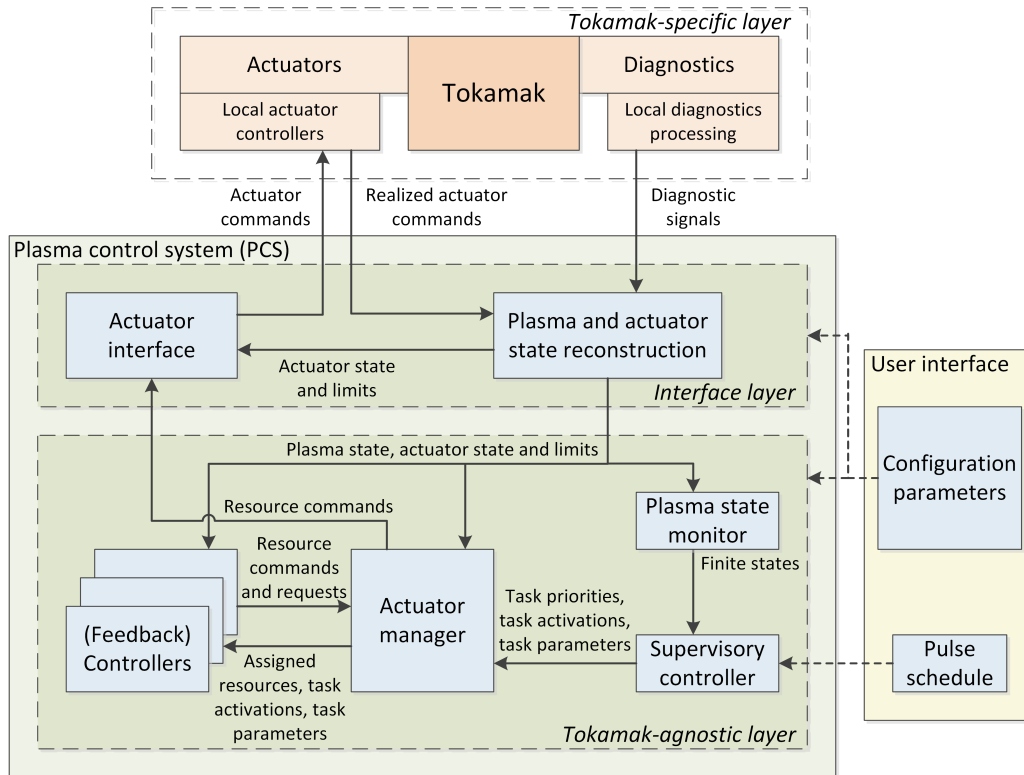 Tokamak-specific layer
Actuators
Tokamak
Diagnostics
Local actuator
controllers
Local diagnostics
processing
Actuator
commands
Realized actuator
commands
Diagnostic
signals
Plasma control system (PCS)
Actuator
interface
Plasma and actuator
state reconstruction
Actuator state
and limits
Interface layer
User interface
Configuration
parameters
Plasma state, actuator state and limits
Resource commands
Plasma state
monitor
Resource
commands
and requests
Finite states
(Feedback)
Controllers
Actuator
manager
Task priorities,
task activations,
task parameters
Supervisory
controller
Pulse
schedule
Assigned
resources, task
activations, task
parameters
Tokamak-agnostic layer